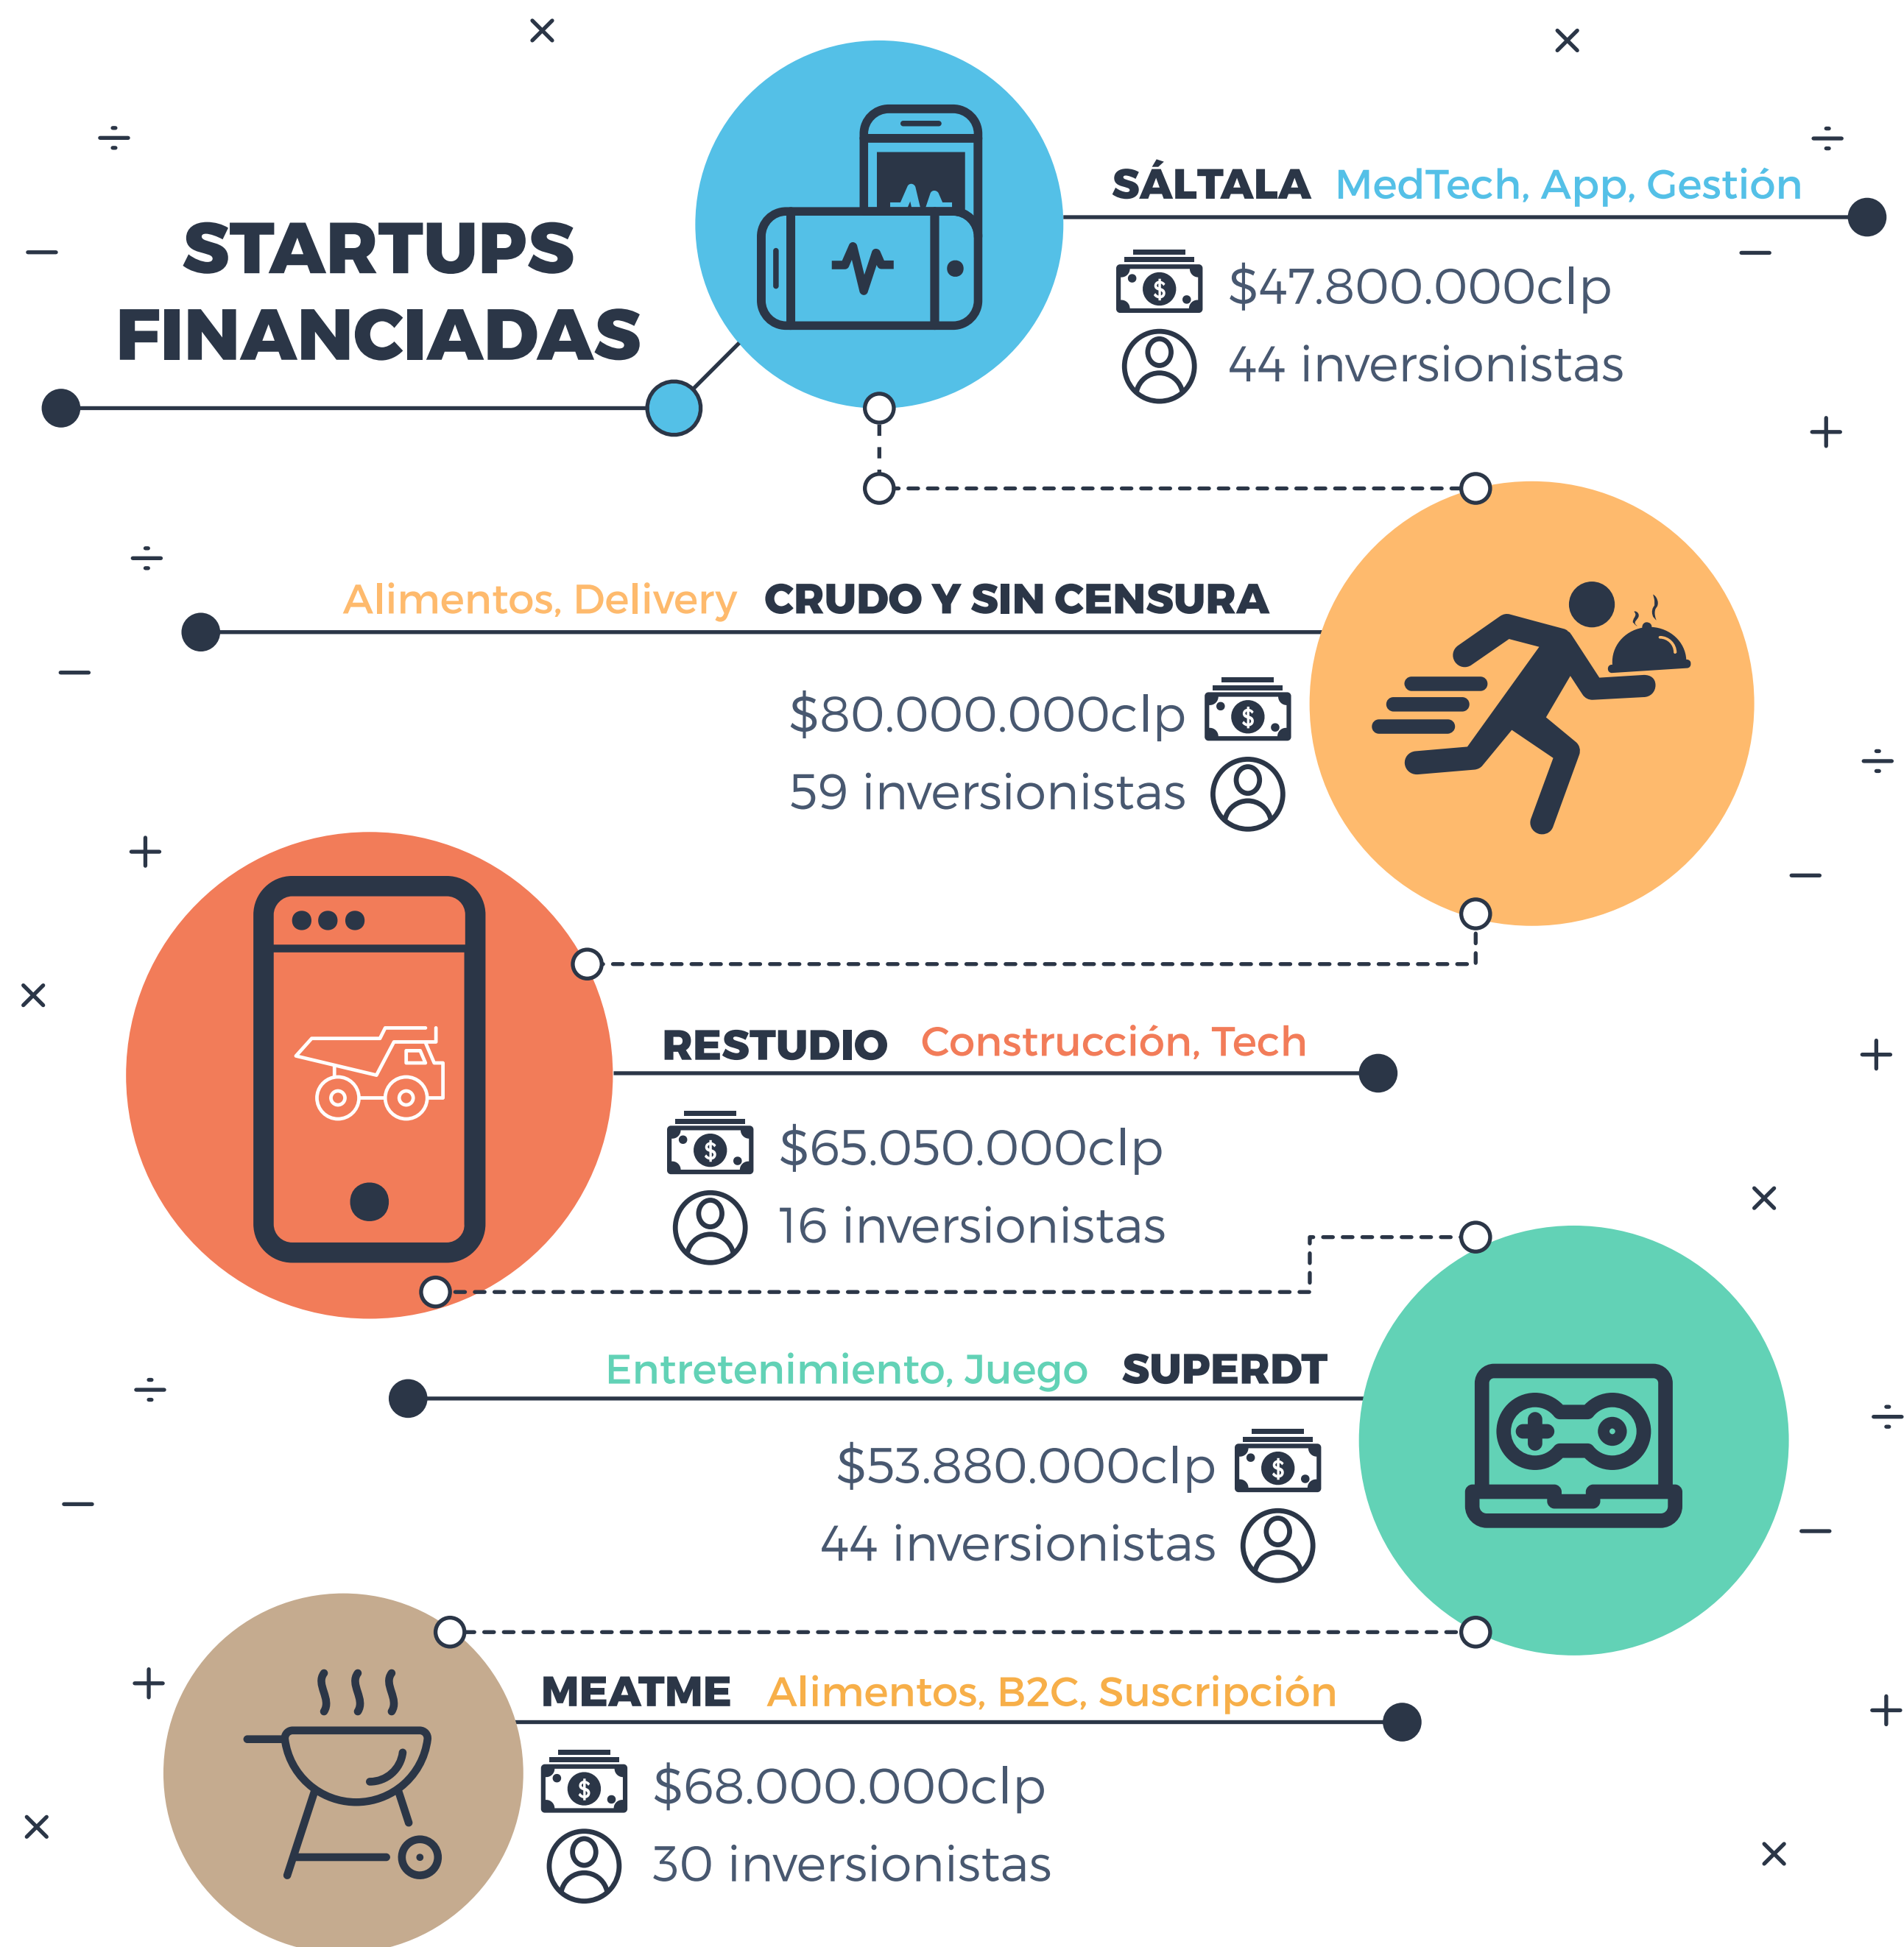 STARTUPS
FINANCIADAS
SÁLTALA MedTech, App, Gestión
$47.800.000clp
44 inversionistas
Alimentos, Delivery CRUDO Y SIN CENSURA
$80.000.000clp
59 inversionistas
RESTUDIO Construcción, Tech
$65.050.000clp
16 inversionistas
Entretenimiento, Juego SUPERDT
$53.880.000clp
44 inversionistas
MEATME Alimentos, B2C, Suscripción
$68.000.000clp
30 inversionistas